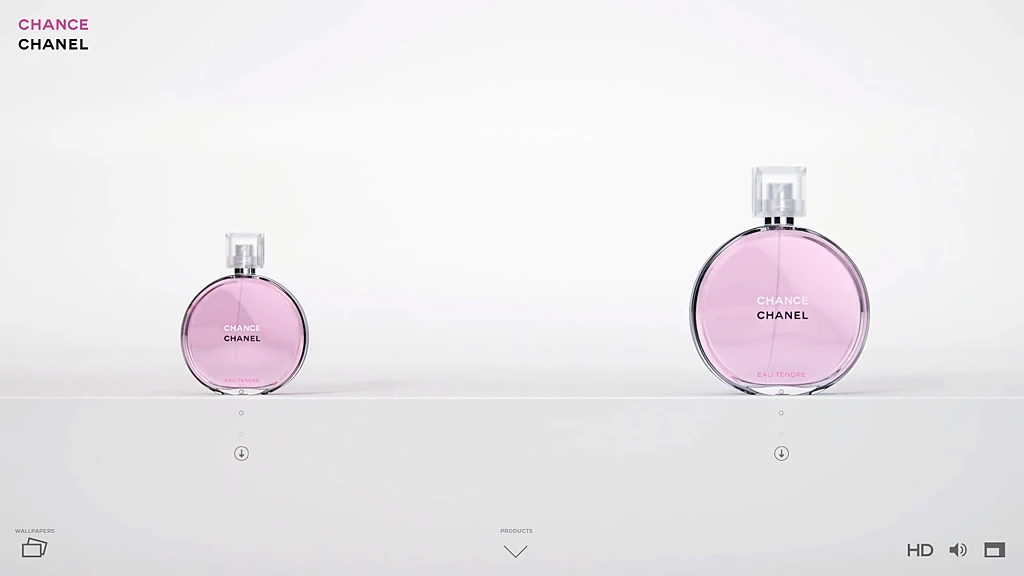 CHANCE
CHANEL
CHANCE
CHANEL
EAU TENDRE
CHANCE
CHANEL
EAU TENDRE
WALLPAPERS
PRODUCTS
HD